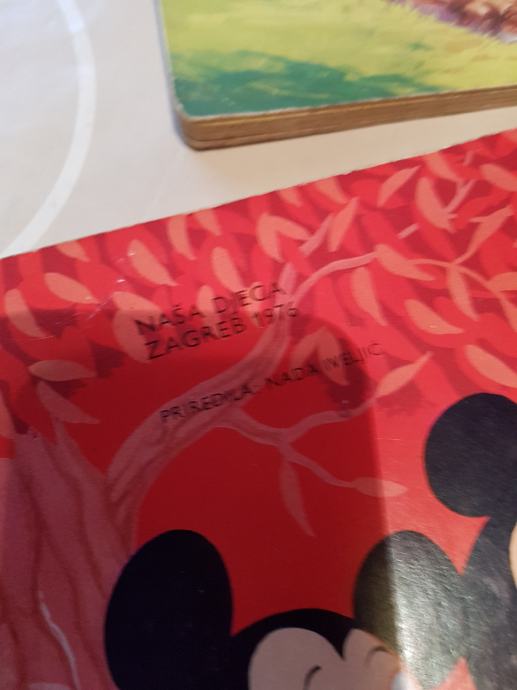 NAŠA DJECA
ZAGREB 1976
PRIREDILA: NADA IVELJIĆ